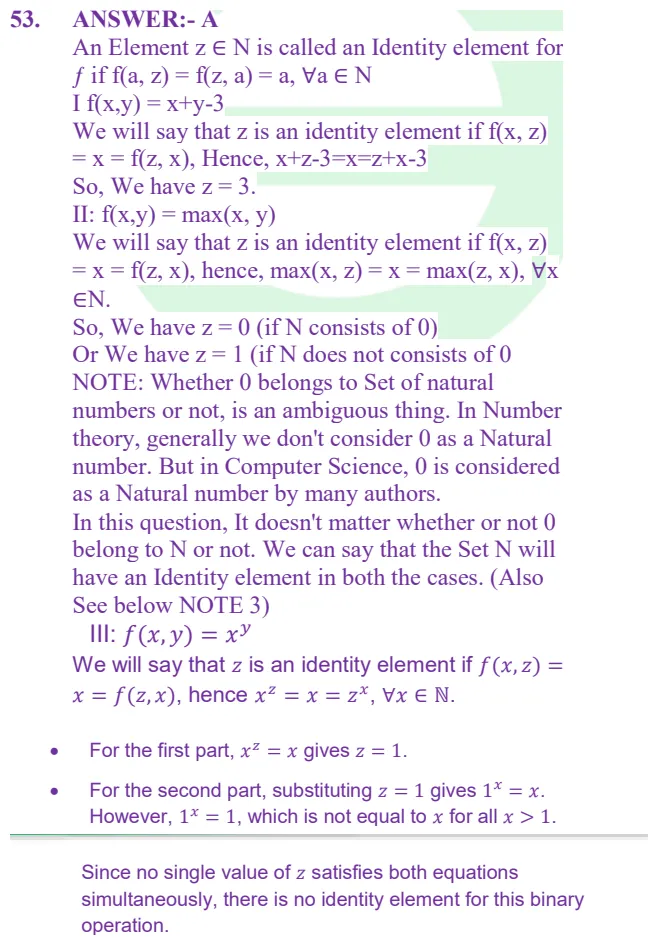 53. ANSWER:- A
An Element z ∈ N is called an Identity element for
f if f(a, z) = f(z, a) = a, ∀a ∈ N
I f(x,y) = x+y-3
We will say that z is an identity element if f(x, z)
= x = f(z, x), Hence, x+z-3=x=z+x-3
So, We have z = 3.
II: f(x,y) = max(x, y)
We will say that z is an identity element if f(x, z)
= x = f(z, x), hence, max(x, z) = x = max(z, x), ∀x
∈N.
So, We have z = 0 (if N consists of 0)
Or We have z = 1 (if N does not consists of 0
NOTE: Whether 0 belongs to Set of natural
numbers or not, is an ambiguous thing. In Number
theory, generally we don't consider 0 as a Natural
number. But in Computer Science, 0 is considered
as a Natural number by many authors.
In this question, It doesn't matter whether or not 0
belong to N or not. We can say that the Set N will
have an Identity element in both the cases. (Also
See below NOTE 3)
III: f(x, y) = x^y
We will say that z is an identity element if f(x, z) =
x = f(z, x), hence x^z = x = z^x, ∀x ∈ ℕ.
• For the first part, x^z = x gives z = 1.
• For the second part, substituting z = 1 gives 1^x = x.
However, 1^x = 1, which is not equal to x for all x > 1.
Since no single value of z satisfies both equations
simultaneously, there is no identity element for this binary
operation.